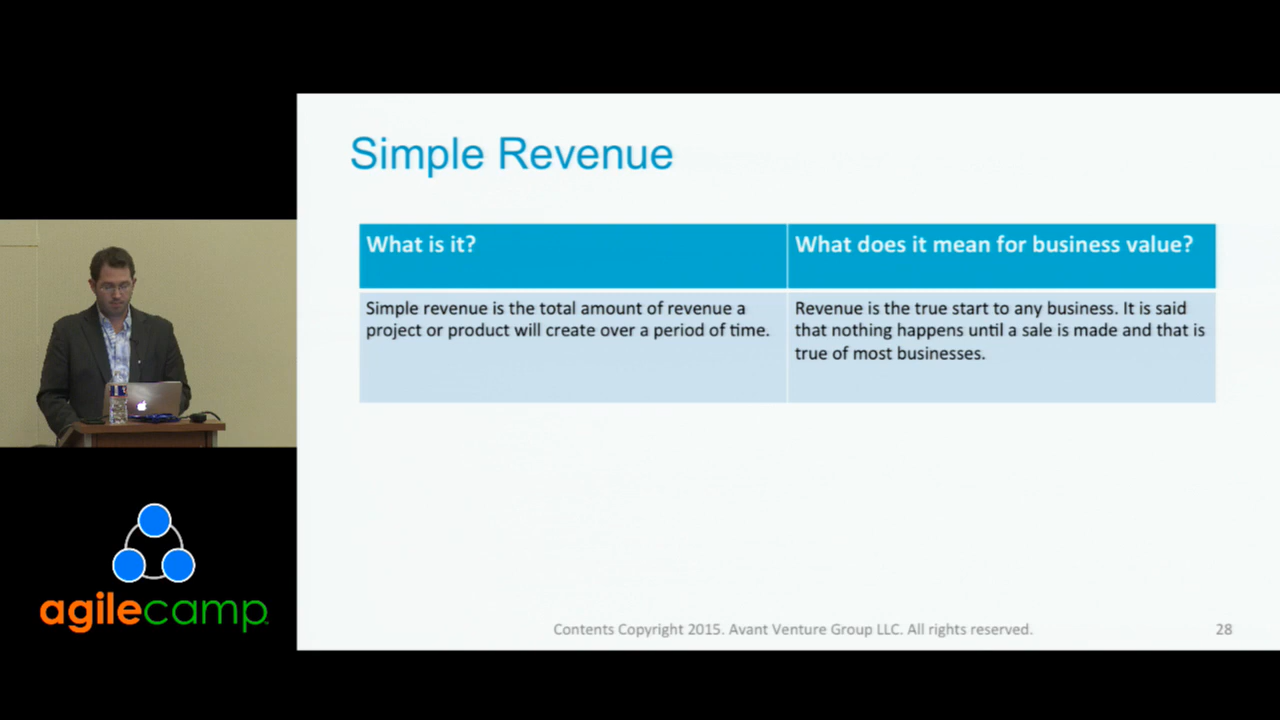 Simple Revenue
What is it?
What does it mean for business value?
Simple revenue is the total amount of revenue a
project or product will create over a period of time.
Revenue is the true start to any business. It is said
that nothing happens until a sale is made and that is
true of most businesses.
agilecamp
Contents Copyright 2015. Avant Venture Group LLC. All rights reserved.
28